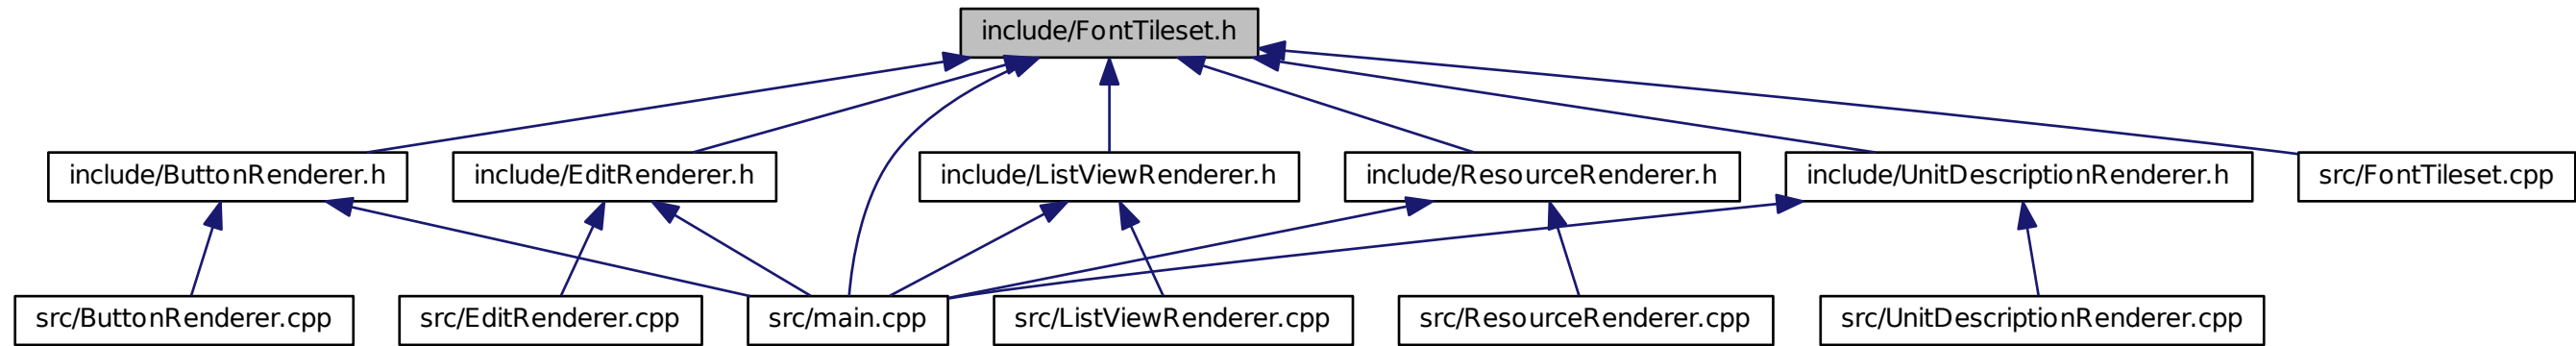 include/FontTileset.h
include/ButtonRenderer.h
include/EditRenderer.h
include/ListViewRenderer.h
include/ResourceRenderer.h
include/UnitDescriptionRenderer.h
src/FontTileset.cpp
src/ButtonRenderer.cpp
src/EditRenderer.cpp
src/main.cpp
src/ListViewRenderer.cpp
src/ResourceRenderer.cpp
src/UnitDescriptionRenderer.cpp